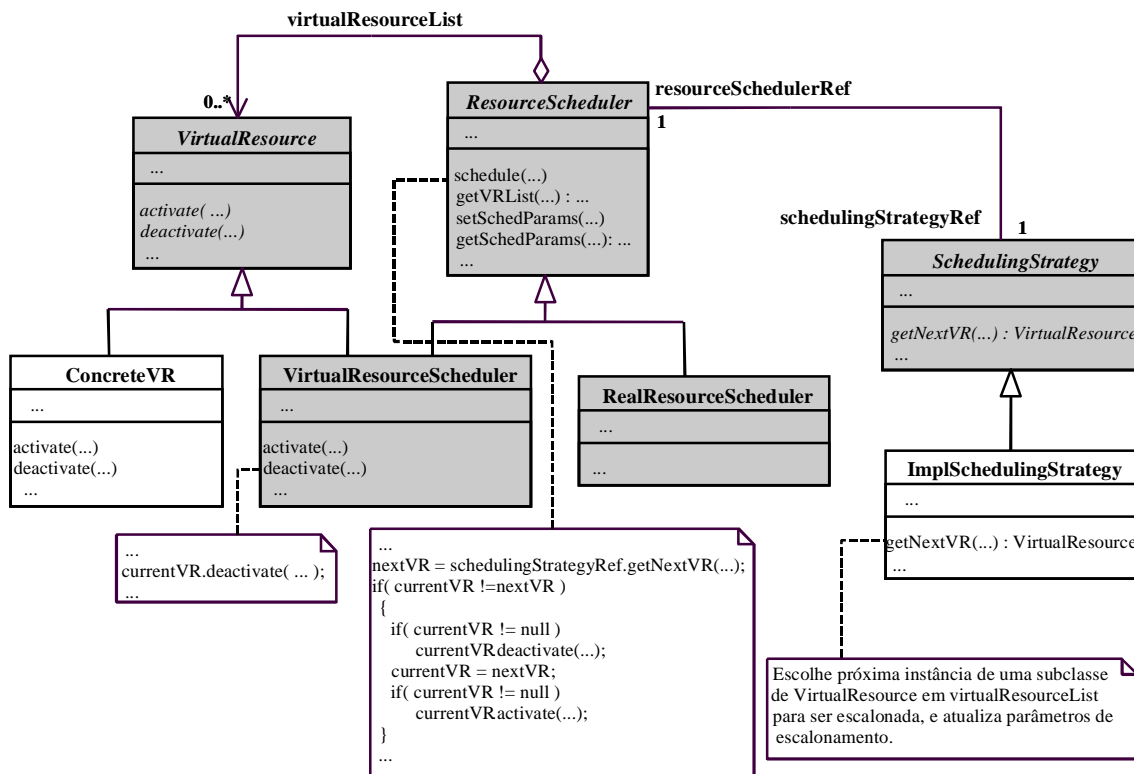 virtualResourceList
0..*
VirtualResource
...
activate( ...)
deactivate(...)
...
ResourceScheduler
...
schedule(...)
getVRList(...) : ...
setSchedParams(...)
getSchedParams(...): ...
...
resourceSchedulerRef
1
schedulingStrategyRef
1
SchedulingStrategy
...
getNextVR(...) : VirtualResource
...
ConcreteVR
...
activate(...)
deactivate(...)
...
VirtualResourceScheduler
...
activate(...)
deactivate(...)
...
RealResourceScheduler
...
...
ImplSchedulingStrategy
...
getNextVR(...) : VirtualResource
...
...
currentVR.deactivate( ... );
...
...
nextVR = schedulingStrategyRef.getNextVR(...);
if( currentVR !=nextVR )
{
if( currentVR != null )
currentVR.deactivate(...);
currentVR = nextVR;
if( currentVR != null )
currentVR.activate(...);
}
...
Escolhe próxima instância de uma subclasse
de VirtualResource em virtualResourceList
para ser escalonada, e atualiza parâmetros de
escalonamento.